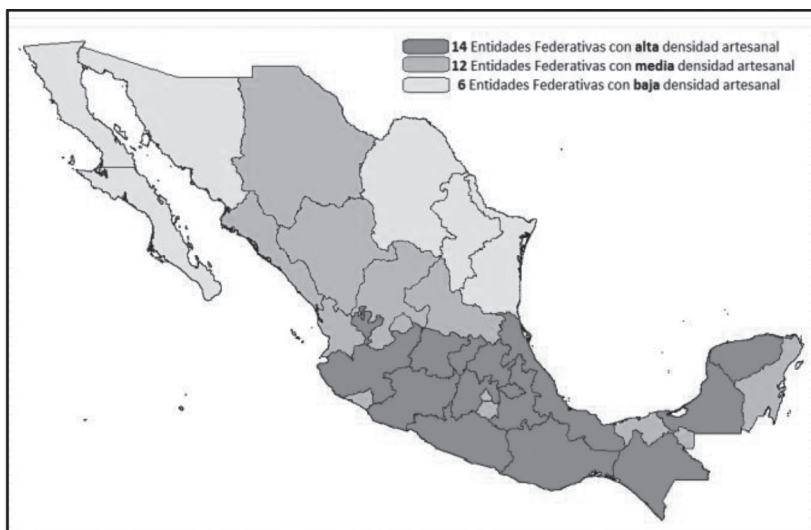 14 Entidades Federativas con alta densidad artesanal
12 Entidades Federativas con media densidad artesanal
6 Entidades Federativas con baja densidad artesanal